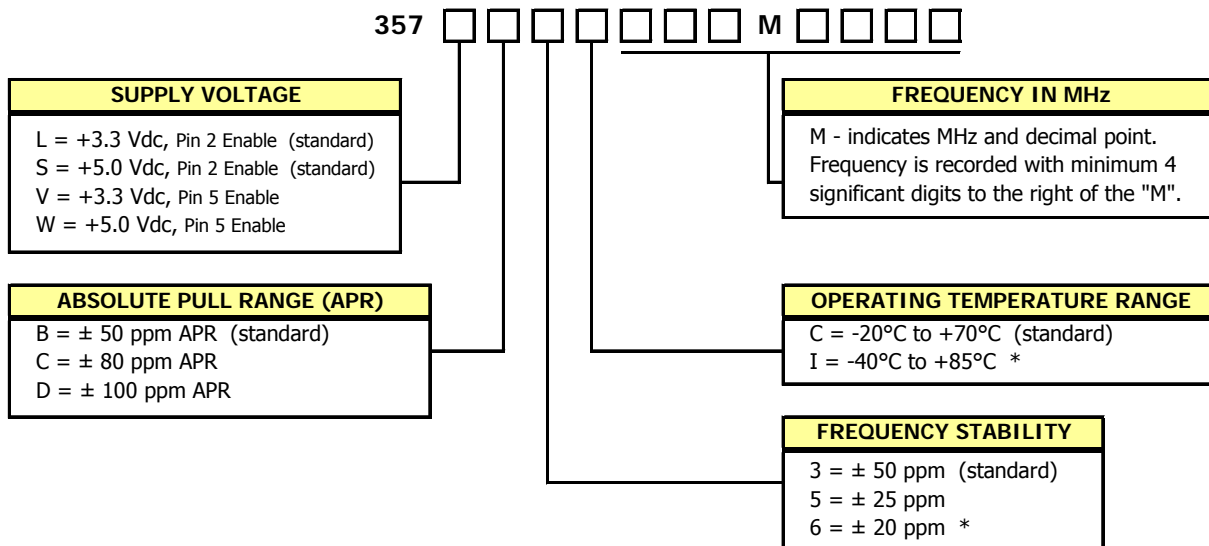 357 M
SUPPLY VOLTAGE
L = +3.3 Vdc, Pin 2 Enable (standard)
S = +5.0 Vdc, Pin 2 Enable (standard)
V = +3.3 Vdc, Pin 5 Enable
W = +5.0 Vdc, Pin 5 Enable
FREQUENCY IN MHz
M - indicates MHz and decimal point.
Frequency is recorded with minimum 4
significant digits to the right of the "M".
ABSOLUTE PULL RANGE (APR)
B = ± 50 ppm APR (standard)
C = ± 80 ppm APR
D = ± 100 ppm APR
OPERATING TEMPERATURE RANGE
C = -20°C to +70°C (standard)
I = -40°C to +85°C *
FREQUENCY STABILITY
3 = ± 50 ppm (standard)
5 = ± 25 ppm
6 = ± 20 ppm *